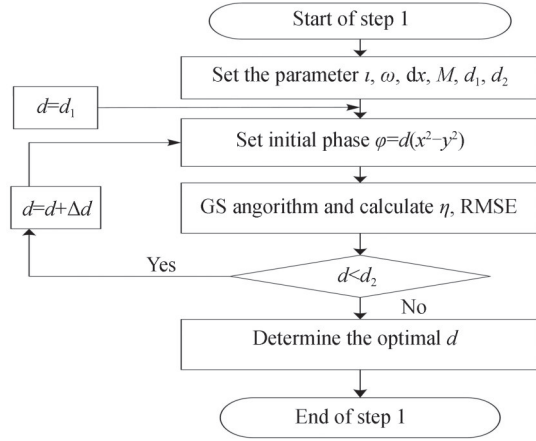 Start of step 1
Set the parameter ι, ω, dx, M, d₁, d₂
d=d₁
Set initial phase φ=d(x²−y²)
d=d+Δd
GS angorithm and calculate η, RMSE
Yes
d<d₂
No
Determine the optimal d
End of step 1